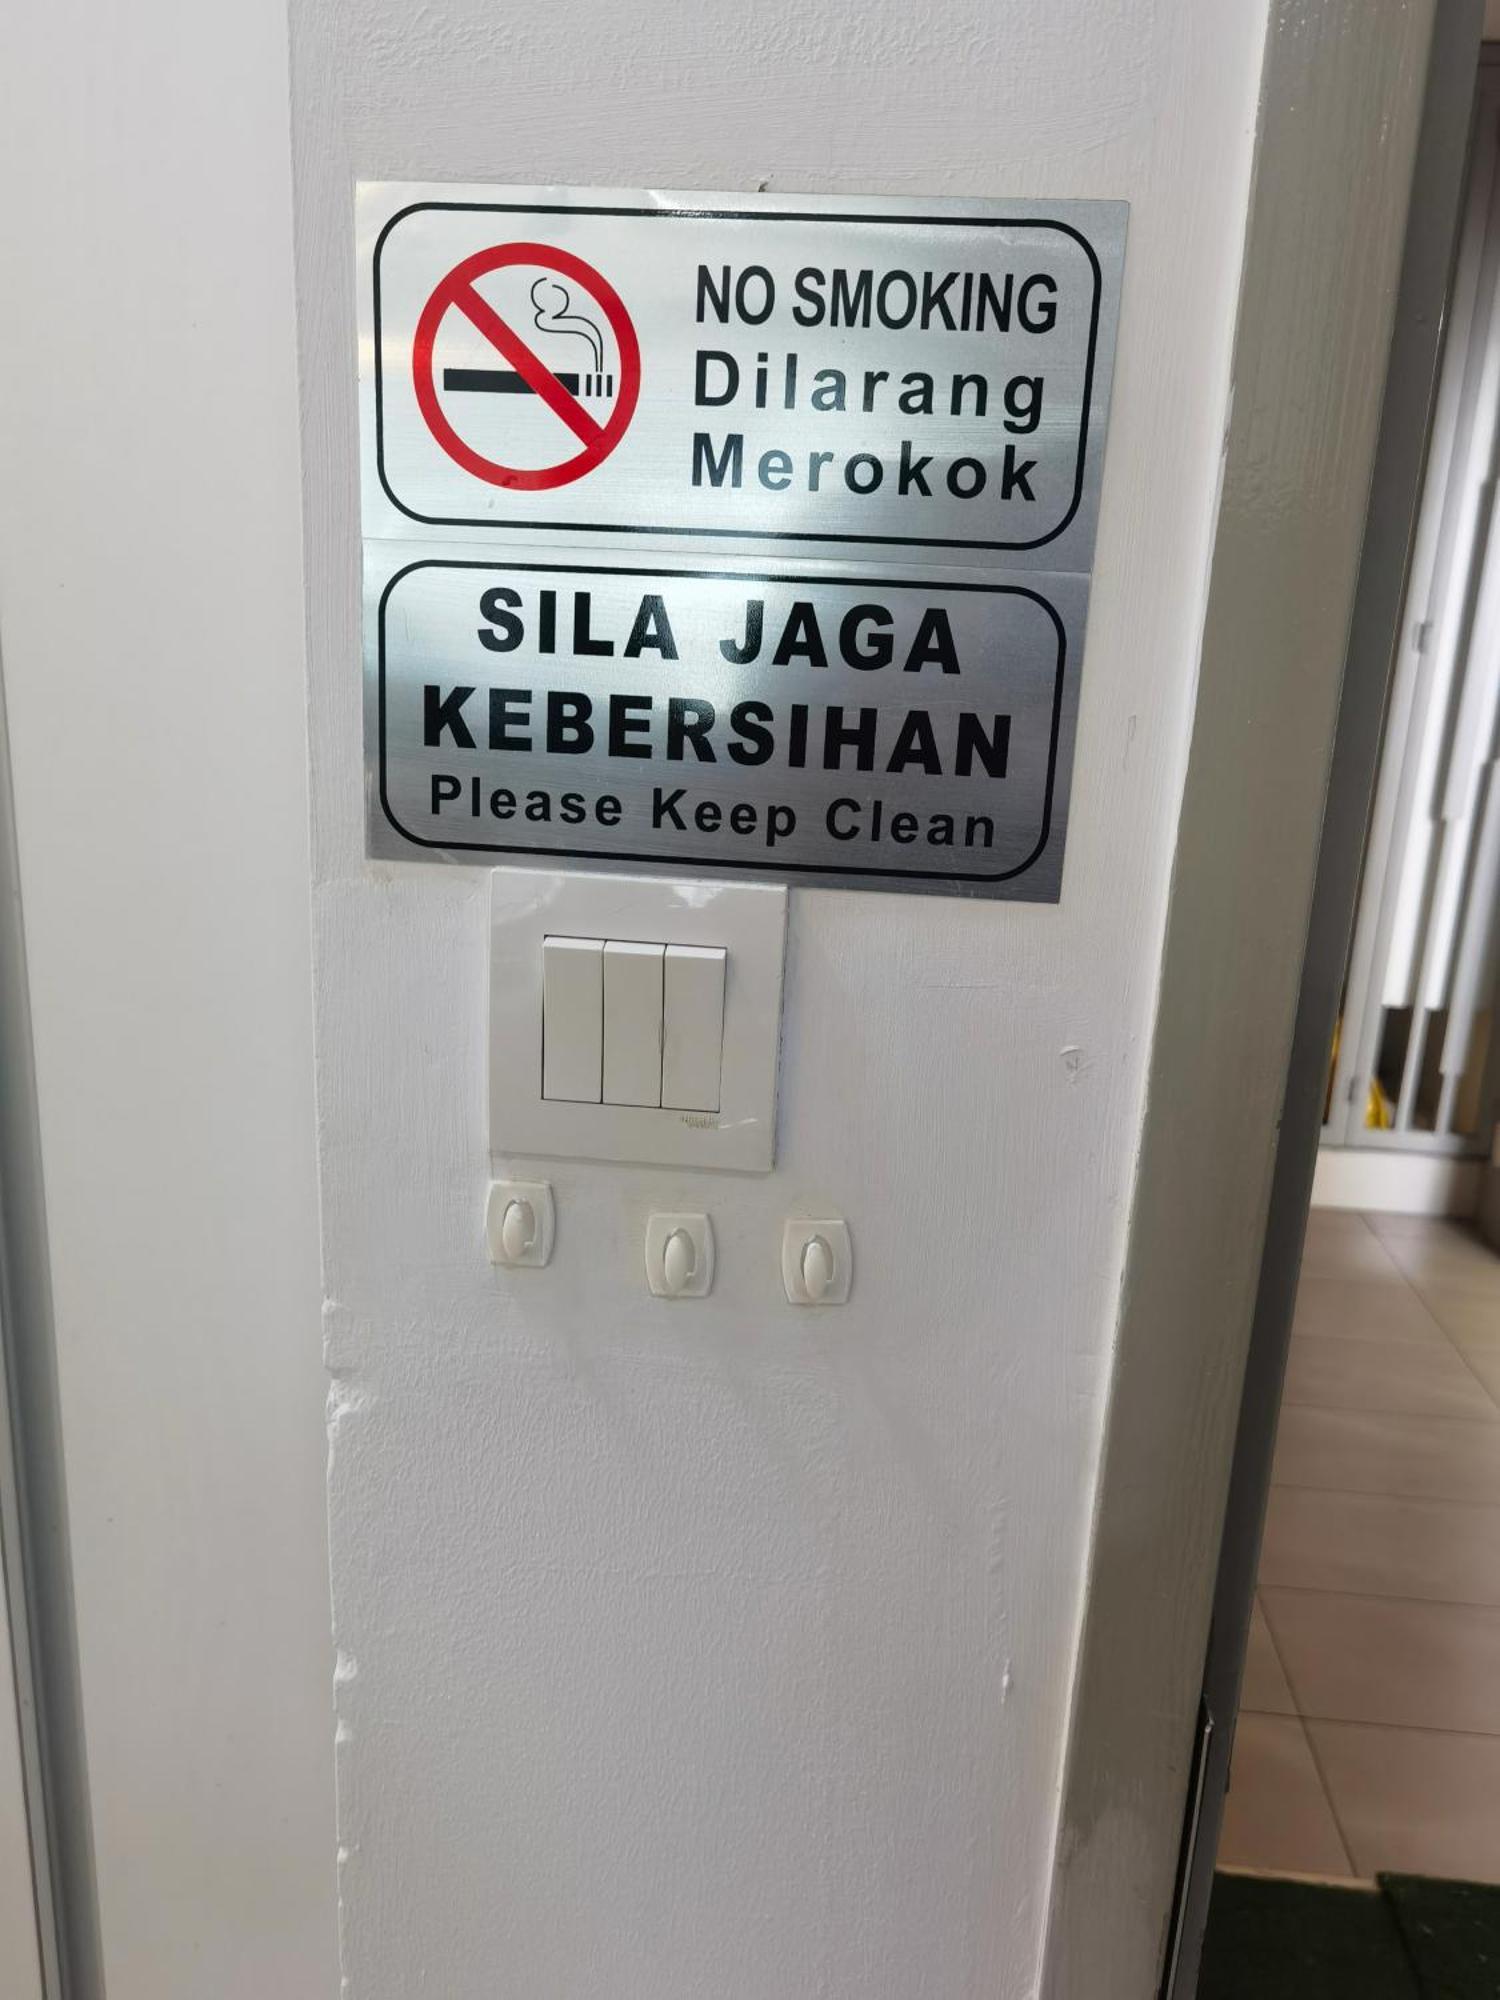 NO SMOKING
Dilarang
Merokok
SILA JAGA
KEBERSIHAN
Please Keep Clean